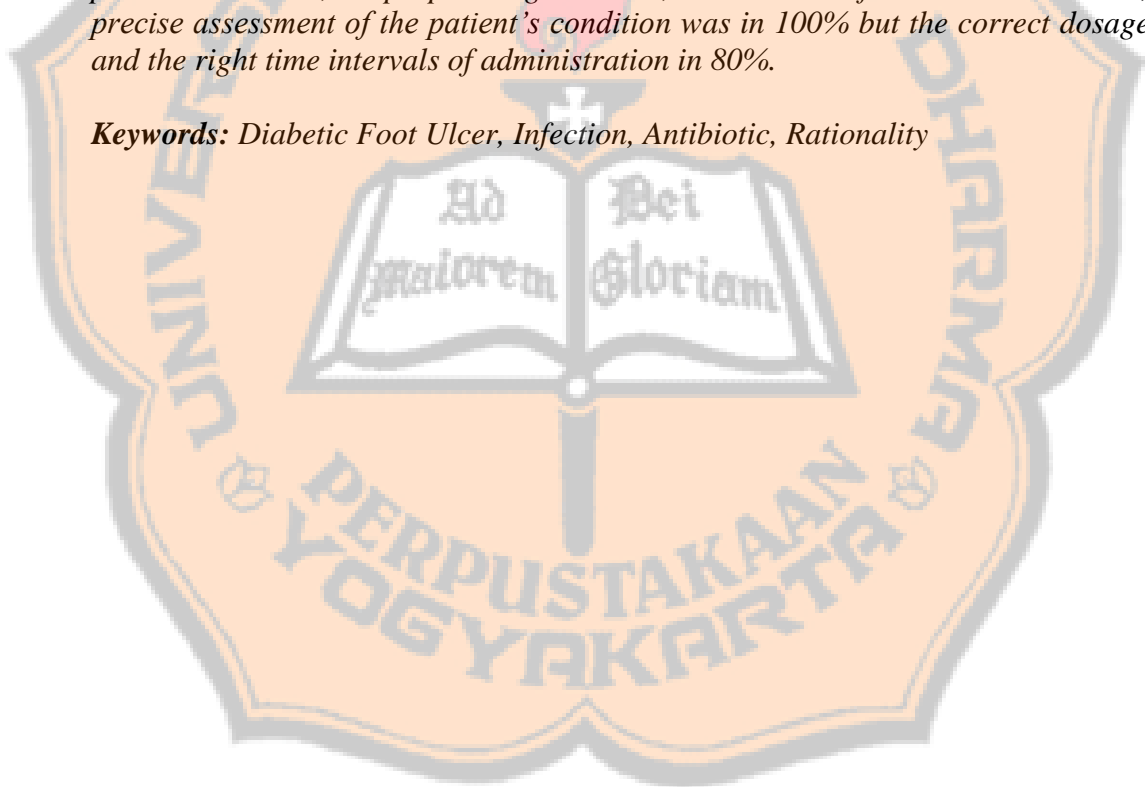 precise assessment of the patient's condition was in 100% but the correct dosage
and the right time intervals of administration in 80%.
Keywords: Diabetic Foot Ulcer, Infection, Antibiotic, Rationality
Ad Dei
maiorem Gloriam
DHARMA
PERPUSTAKAAN
YOGYAKARTA